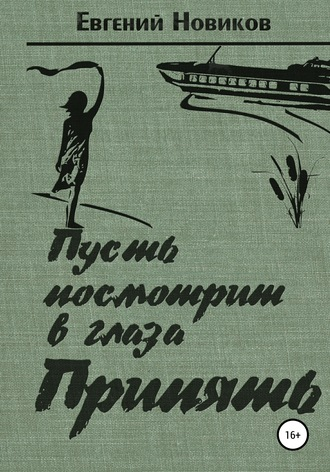 Евгений Новиков
Пусть
посмотрит
в глаза
Припять
16+